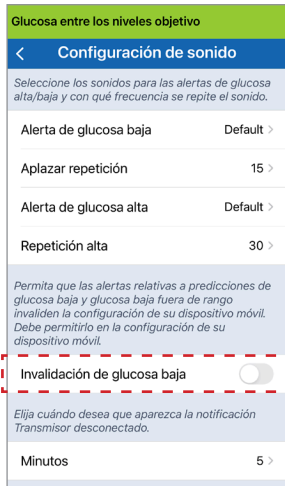 Glucosa entre los niveles objetivo
Configuración de sonido
Seleccione los sonidos para las alertas de glucosa
alta/baja y con qué frecuencia se repite el sonido.
Alerta de glucosa baja Default
Aplazar repetición 15
Alerta de glucosa alta Default
Repetición alta 30
Permita que las alertas relativas a predicciones de
glucosa baja y glucosa baja fuera de rango
invaliden la configuración de su dispositivo móvil.
Debe permitirlo en la configuración de su
dispositivo móvil.
Invalidación de glucosa baja
Elija cuándo desea que aparezca la notificación
Transmisor desconectado.
Minutos 5